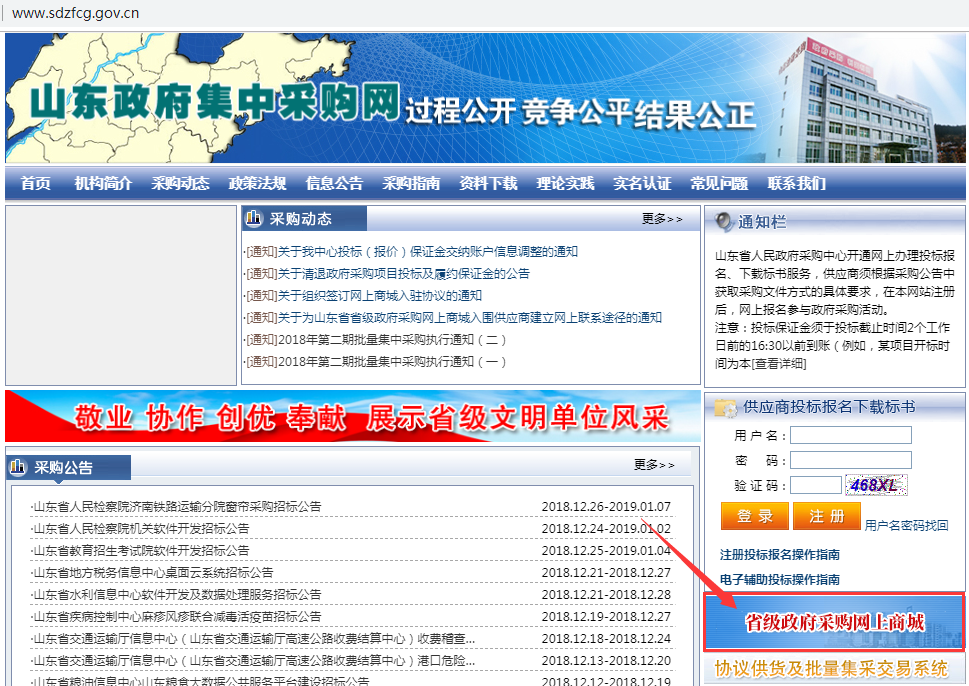 www.sdzfcg.gov.cn
山东政府集中采购网 过程公开 竞争公平 结果公正
首页 机构简介 采购动态 政策法规 信息公告 采购指南 资料下载 理论实践 实名认证 常见问题 联系我们
采购动态 更多>>
·[通知]关于我中心投标（报价）保证金交纳账户信息调整的通知
·[通知]关于清退政府采购项目投标及履约保证金的公告
·[通知]关于组织签订网上商城入驻协议的通知
·[通知]关于为山东省省级政府采购网上商城入围供应商建立网上联系途径的通知
·[通知]2018年第二期批量集中采购执行通知（二）
·[通知]2018年第二期批量集中采购执行通知（一）
通知栏
山东省人民政府采购中心开通网上办理投标报
名、下载标书服务，供应商须根据采购公告中
获取采购文件方式的具体要求，在本网站注册
后，网上报名参与政府采购活动。
注意：投标保证金须于投标截止时间2个工作
日前的16:30以前到账（例如，某项目开标时
间为本[查看详细]
敬业 协作 创优 奉献 展示省级文明单位风采
采购公告 更多>>
·山东省人民检察院济南铁路运输分院窗帘采购招标公告 2018.12.26-2019.01.07
·山东省人民检察院机关软件开发招标公告 2018.12.24-2019.01.02
·山东省教育招生考试院软件开发招标公告 2018.12.25-2019.01.04
·山东省地方税务信息中心桌面云系统招标公告 2018.12.21-2018.12.27
·山东省水利信息中心软件开发及数据处理服务招标公告 2018.12.21-2018.12.28
·山东省疾病控制中心麻疹风疹联合减毒活疫苗招标公告 2018.12.19-2018.12.27
·山东省交通运输厅信息中心（山东省交通运输厅高速公路收费结算中心）收费稽查... 2018.12.18-2018.12.24
·山东省交通运输厅信息中心（山东省交通运输厅高速公路收费结算中心）港口危险... 2018.12.13-2018.12.20
·山东省粮油信息中心山东粮食大数据公共服务平台建设招标公告 2018.12.12-2018.12.19
供应商投标报名下载标书
用户名：
密 码：
验证码： 468XL
登录 注册 用户名密码找回
注册投标报名操作指南
电子辅助投标操作指南
省级政府采购网上商城
协议供货及批量集采交易系统